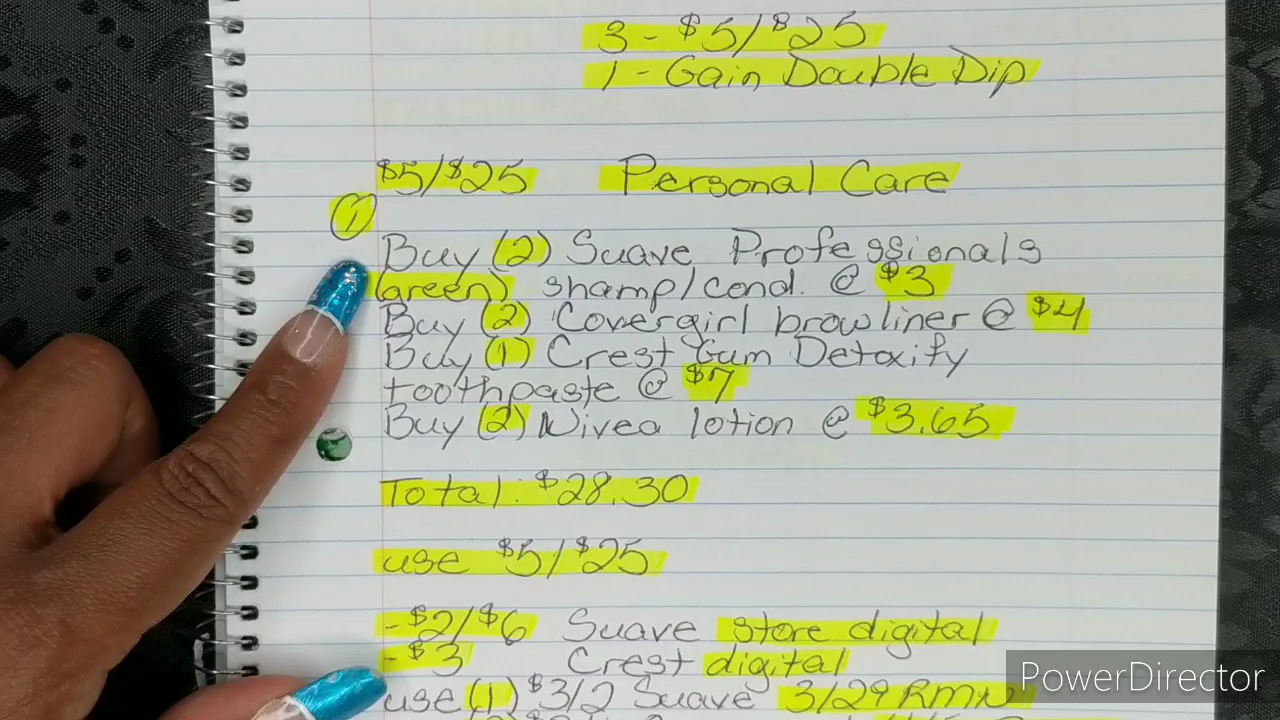 3 - $5/$25
1 - Gain Double Dip
$5/$25 Personal Care
①
Buy (2) Suave Professionals
(green) shamp/cond. @ $3
Buy (2) Covergirl browliner @ $4
Buy (1) Crest Gum Detoxify
toothpaste @ $7
Buy (2) Nivea lotion @ $3.65
Total: $28.30
use $5/$25
-$2/$6 Suave store digital
-$3 Crest digital
use (1) $3/2 Suave 3/29 RMN
PowerDirector